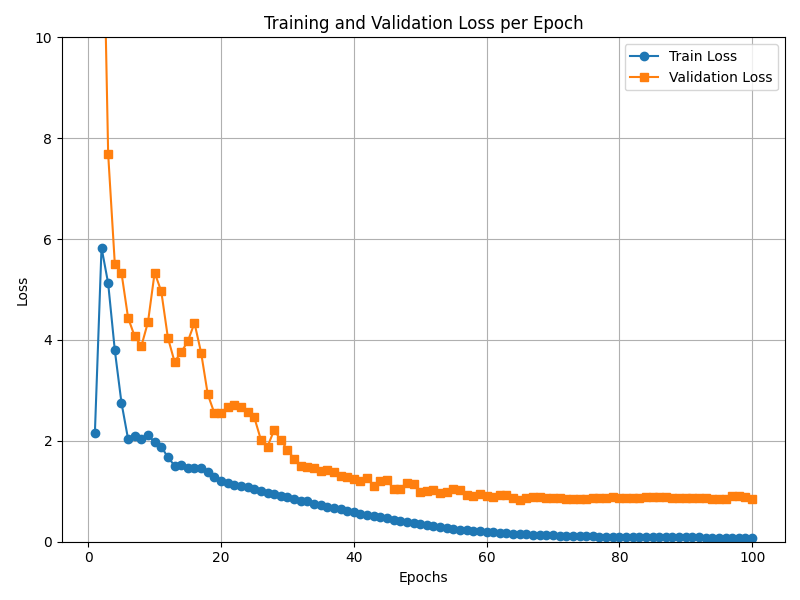 Training and Validation Loss per Epoch
Train Loss
Validation Loss
Loss
10
8
6
4
2
0
0 20 40 60 80 100
Epochs